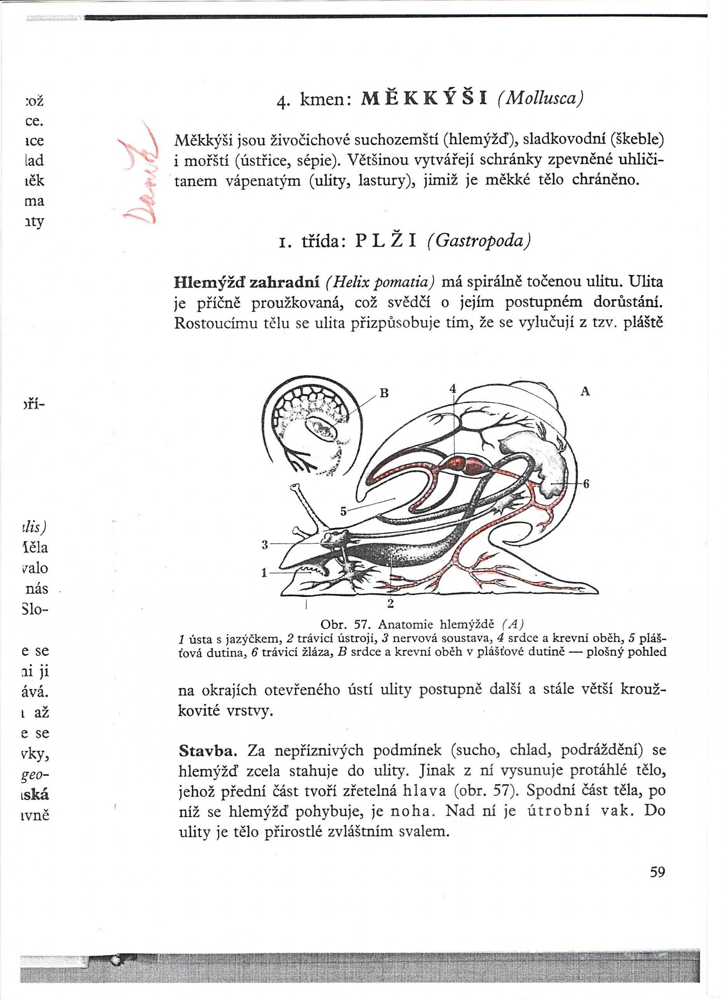 :ož
ce.
ıce
lad
ıěk
ma
ıty
ɔří-
ılis)
ıěla
valo
nás
Slo-
e se
ni ji
ává.
ı až
e se
vky,
geo-
ıská
ıvně
4. kmen: MĚKKÝŠI (Mollusca)
Měkkýši jsou živočichové suchozemští (hlemýžď), sladkovodní (škeble)
i mořští (ústřice, sépie). Většinou vytvářejí schránky zpevněné uhliči-
tanem vápenatým (ulity, lastury), jimiž je měkké tělo chráněno.
1. třída: PLŽI (Gastropoda)
Hlemýžď zahradní (Helix pomatia) má spirálně točenou ulitu. Ulita
je příčně proužkovaná, což svědčí o jejím postupném dorůstání.
Rostoucímu tělu se ulita přizpůsobuje tím, že se vylučují z tzv. pláště
B
4
A
6
5
3
1
2
Obr. 57. Anatomie hlemýždě (A)
1 ústa s jazýčkem, 2 trávicí ústrojí, 3 nervová soustava, 4 srdce a krevní oběh, 5 pláš-
ťová dutina, 6 trávicí žláza, B srdce a krevní oběh v plášťové dutině — plošný pohled
na okrajích otevřeného ústí ulity postupně další a stále větší krouž-
kovité vrstvy.
Stavba. Za nepříznivých podmínek (sucho, chlad, podráždění) se
hlemýžď zcela stahuje do ulity. Jinak z ní vysunuje protáhlé tělo,
jehož přední část tvoří zřetelná hlava (obr. 57). Spodní část těla, po
níž se hlemýžď pohybuje, je noha. Nad ní je útrobní vak. Do
ulity je tělo přirostlé zvláštním svalem.
59